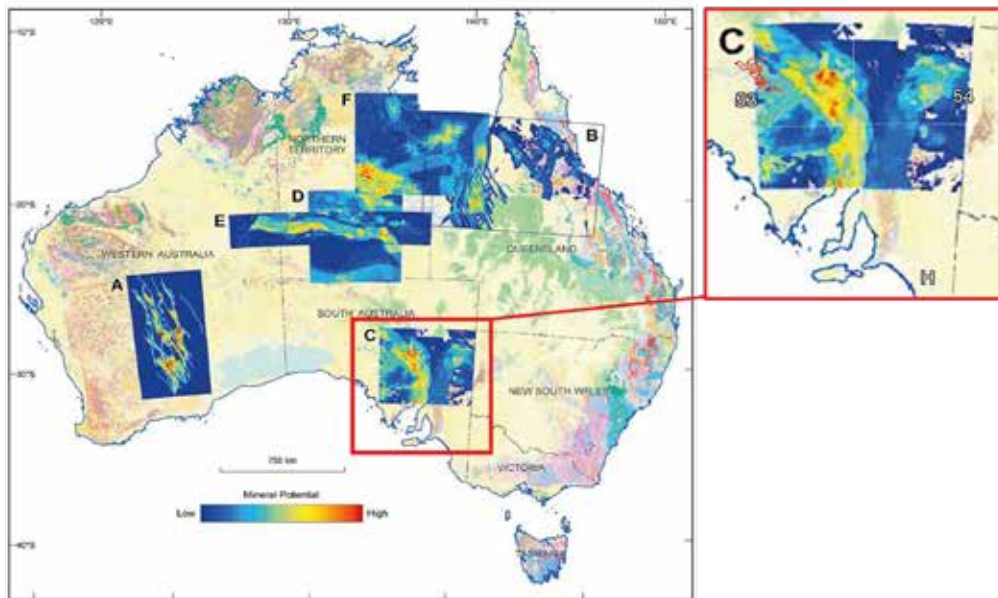 120°E 130°E 140°E 150°E
10°S
F
NORTHERN
TERRITORY
B
D
20°S
E
QUEENSLAND
WESTERN AUSTRALIA
A
SOUTH AUSTRALIA
C
30°S
NEW SOUTH WALES
750 km
VICTORIA
Mineral Potential
Low High
40°S
TASMANIA
C
53
54
H